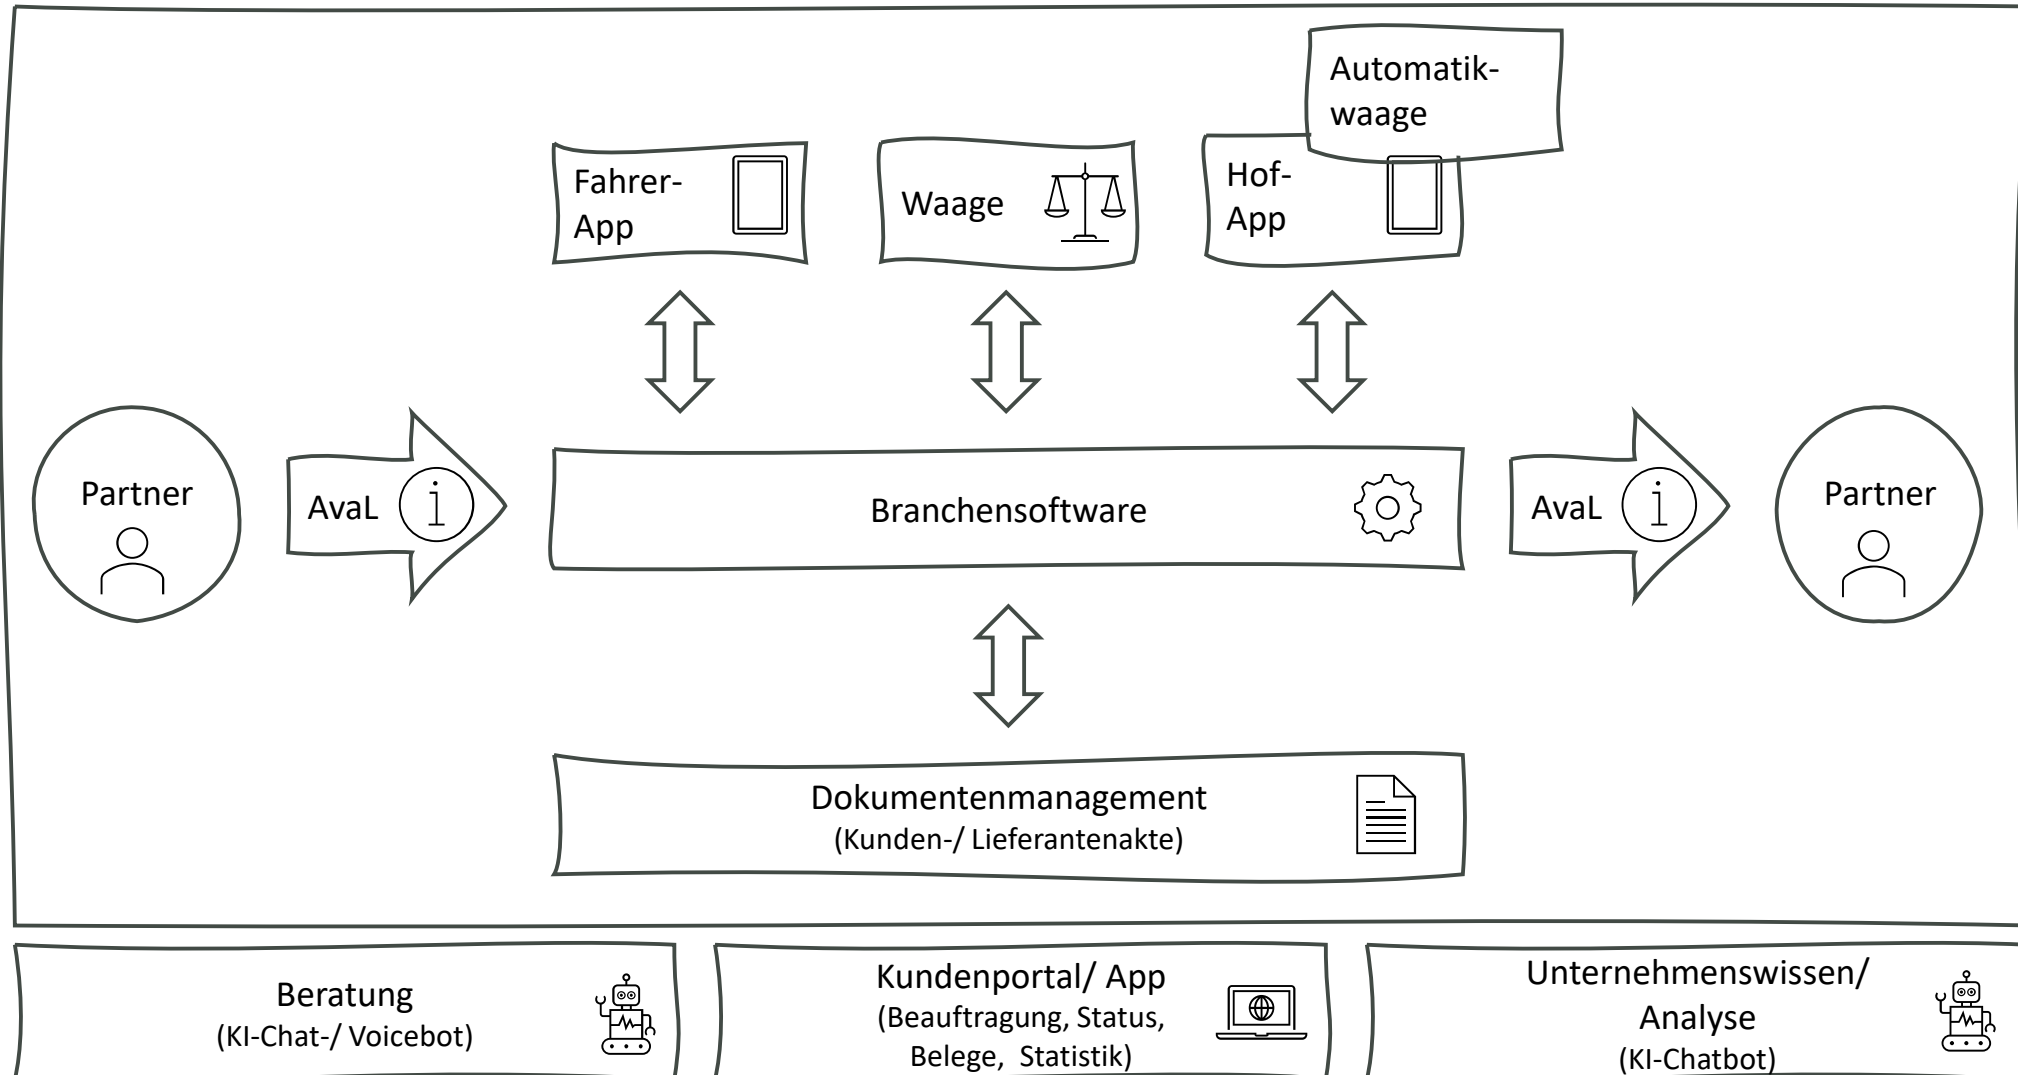 Automatik-
waage
Fahrer-
App
Waage
Hof-
App
Partner
AvaL
i
Branchensoftware
AvaL
i
Partner
Dokumentenmanagement
(Kunden-/ Lieferantenakte)
Beratung
(KI-Chat-/ Voicebot)
Kundenportal/ App
(Beauftragung, Status,
Belege, Statistik)
Unternehmenswissen/
Analyse
(KI-Chatbot)